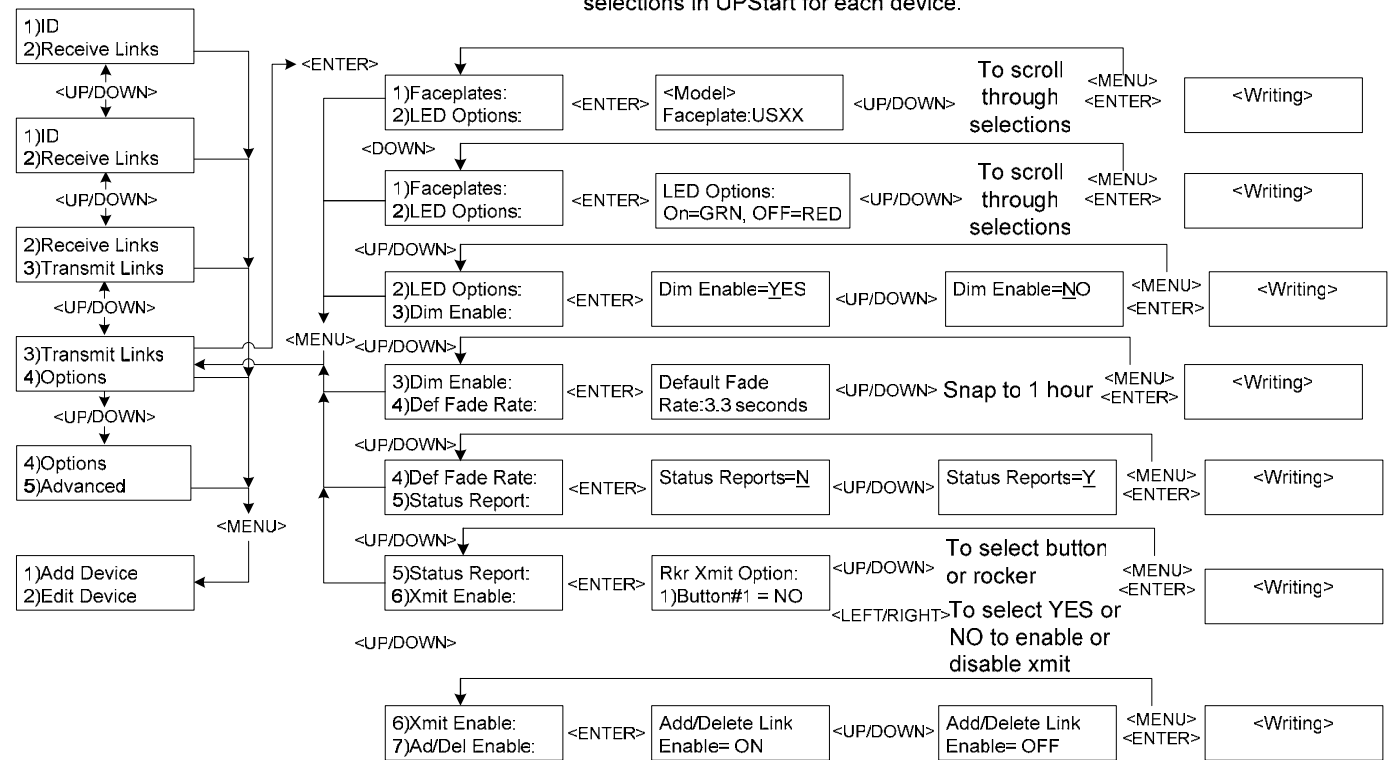 selections in UPStart for each device.
1)ID
2)Receive Links
<UP/DOWN>
1)ID
2)Receive Links
<UP/DOWN>
2)Receive Links
3)Transmit Links
<UP/DOWN>
3)Transmit Links
4)Options
<UP/DOWN>
4)Options
5)Advanced
<MENU>
1)Add Device
2)Edit Device
<ENTER>
<MENU>
1)Faceplates:
2)LED Options:
<ENTER>
<Model>
Faceplate:USXX
<UP/DOWN>
To scroll
through
selections
<MENU>
<ENTER>
<Writing>
<DOWN>
1)Faceplates:
2)LED Options:
<ENTER>
LED Options:
On=GRN, OFF=RED
<UP/DOWN>
To scroll
through
selections
<MENU>
<ENTER>
<Writing>
<UP/DOWN>
2)LED Options:
3)Dim Enable:
<ENTER>
Dim Enable=YES
<UP/DOWN>
Dim Enable=NO
<MENU>
<ENTER>
<Writing>
<UP/DOWN>
3)Dim Enable:
4)Def Fade Rate:
<ENTER>
Default Fade
Rate:3.3 seconds
<UP/DOWN>
Snap to 1 hour
<MENU>
<ENTER>
<Writing>
<UP/DOWN>
4)Def Fade Rate:
5)Status Report:
<ENTER>
Status Reports=N
<UP/DOWN>
Status Reports=Y
<MENU>
<ENTER>
<Writing>
<UP/DOWN>
5)Status Report:
6)Xmit Enable:
<ENTER>
Rkr Xmit Option:
1)Button#1 = NO
<UP/DOWN>
To select button
or rocker
<LEFT/RIGHT>
To select YES or
NO to enable or
disable xmit
<MENU>
<ENTER>
<Writing>
<UP/DOWN>
6)Xmit Enable:
7)Ad/Del Enable:
<ENTER>
Add/Delete Link
Enable= ON
<UP/DOWN>
Add/Delete Link
Enable= OFF
<MENU>
<ENTER>
<Writing>